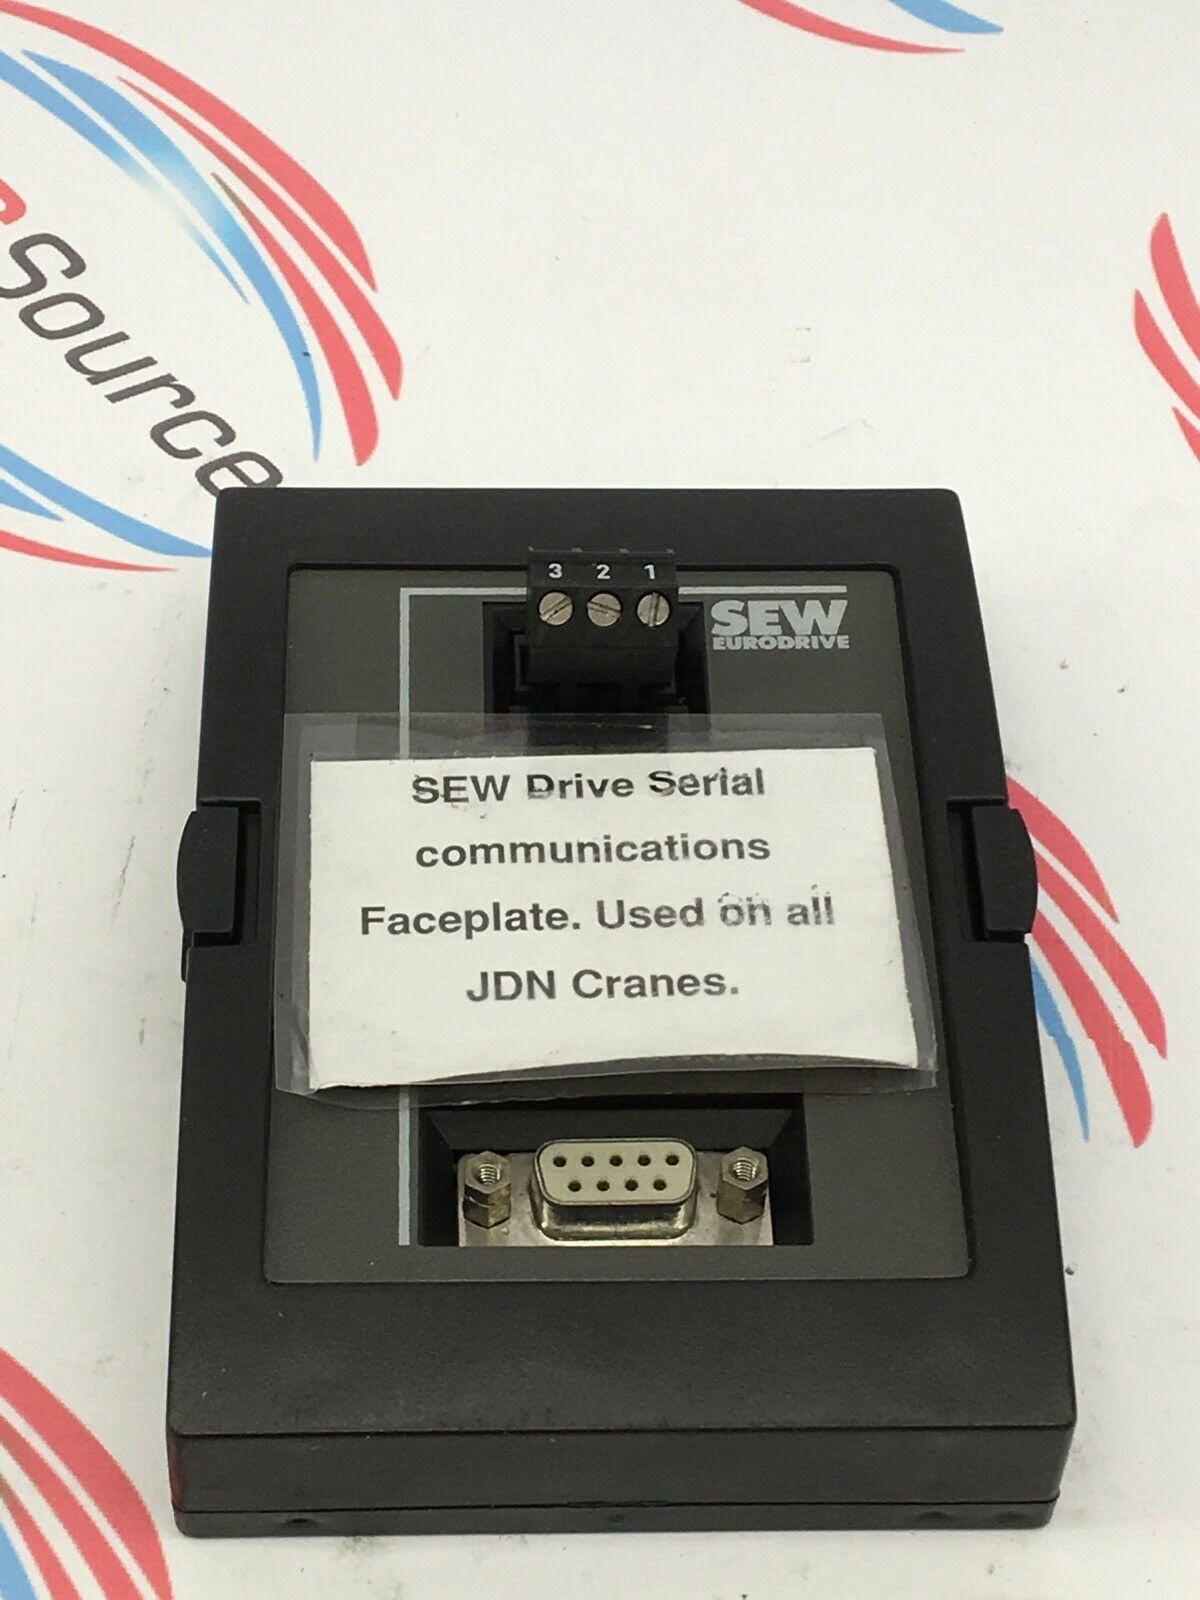 Source
3 2 1
SEW
EURODRIVE
SEW Drive Serial
communications
Faceplate. Used on all
JDN Cranes.